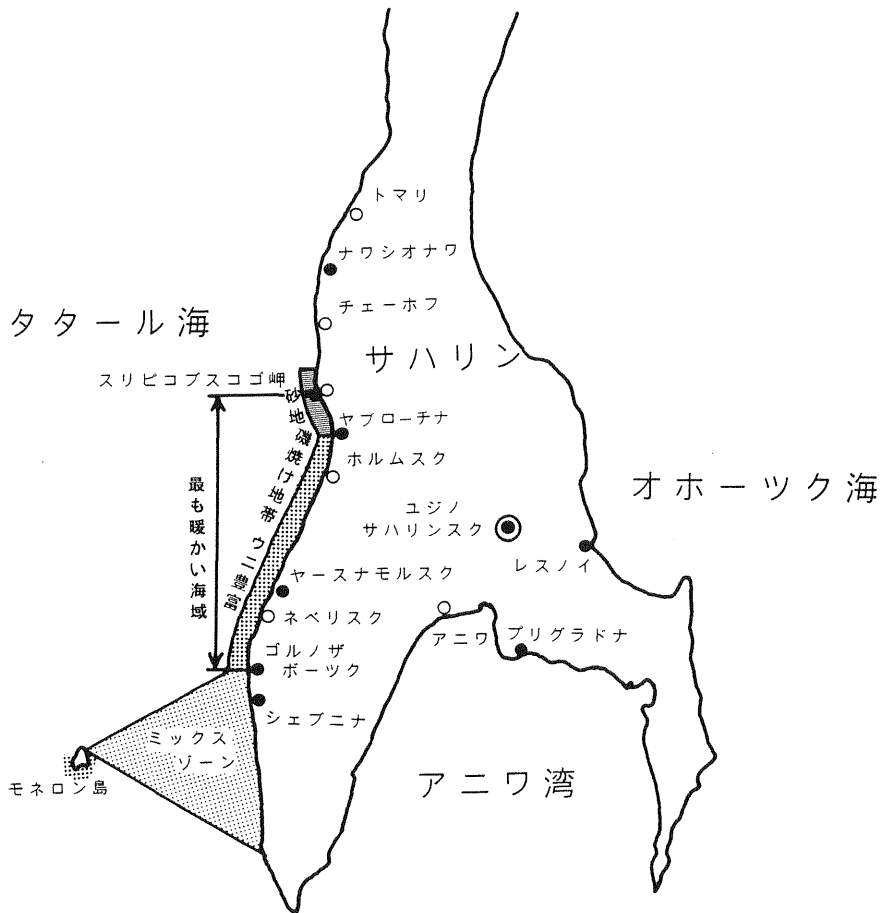 トマリ
ナワシオナワ
チェーホフ
タタール海
サハリン
スリピコブスコゴ岬
砂地
ヤブローチナ
磯焼け地帯 ウニ豊富
ホルムスク
最も暖かい海域
オホーツク海
ユジノ
サハリンスク
レスノイ
ヤースナモルスク
ネベリスク
アニワ
プリグラドナ
ゴルノザ
ボーツク
シェブニナ
ミックス
ゾーン
モネロン島
アニワ湾